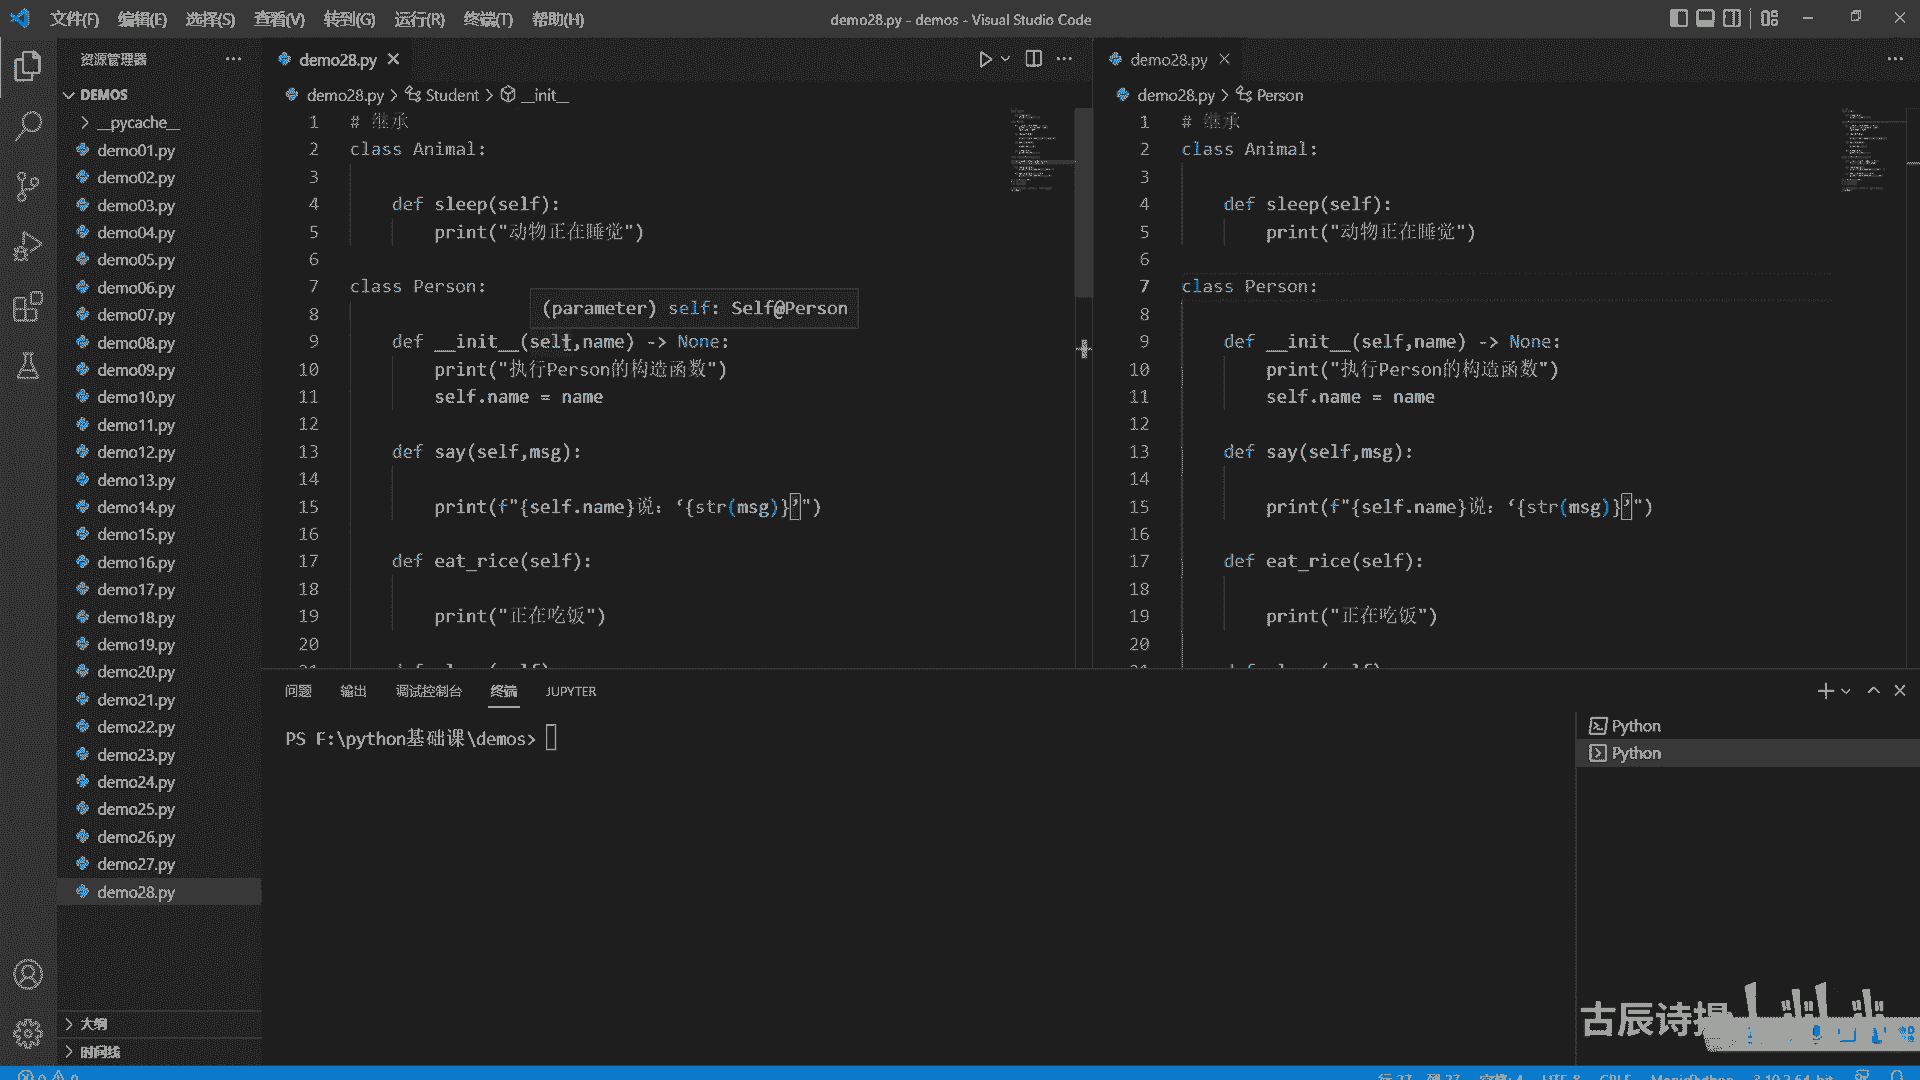 文件(F) 编辑(E) 选择(S) 查看(V) 转到(G) 运行(R) 终端(T) 帮助(H)
demo28.py - demos - Visual Studio Code
资源管理器
DEMOS
__pycache__
demo01.py
demo02.py
demo03.py
demo04.py
demo05.py
demo06.py
demo07.py
demo08.py
demo09.py
demo10.py
demo11.py
demo12.py
demo13.py
demo14.py
demo15.py
demo16.py
demo17.py
demo18.py
demo19.py
demo20.py
demo21.py
demo22.py
demo23.py
demo24.py
demo25.py
demo26.py
demo27.py
demo28.py
大纲
时间线
demo28.py
demo28.py > Student > __init__
1 # 继承
2 class Animal:
3
4 def sleep(self):
5 print("动物正在睡觉")
6
7 class Person:
(parameter) self: Self@Person
8
9 def __init__(self,name) -> None:
10 print("执行Person的构造函数")
11 self.name = name
12
13 def say(self,msg):
14
15 print(f"{self.name}说：‘{str(msg)}’")
16
17 def eat_rice(self):
18
19 print("正在吃饭")
20
demo28.py
demo28.py > Person
1 # 继承
2 class Animal:
3
4 def sleep(self):
5 print("动物正在睡觉")
6
7 class Person:
8
9 def __init__(self,name) -> None:
10 print("执行Person的构造函数")
11 self.name = name
12
13 def say(self,msg):
14
15 print(f"{self.name}说：‘{str(msg)}’")
16
17 def eat_rice(self):
18
19 print("正在吃饭")
20
问题 输出 调试控制台 终端 JUPYTER
PS F:\python基础课\demos>
Python
Python
古辰诗